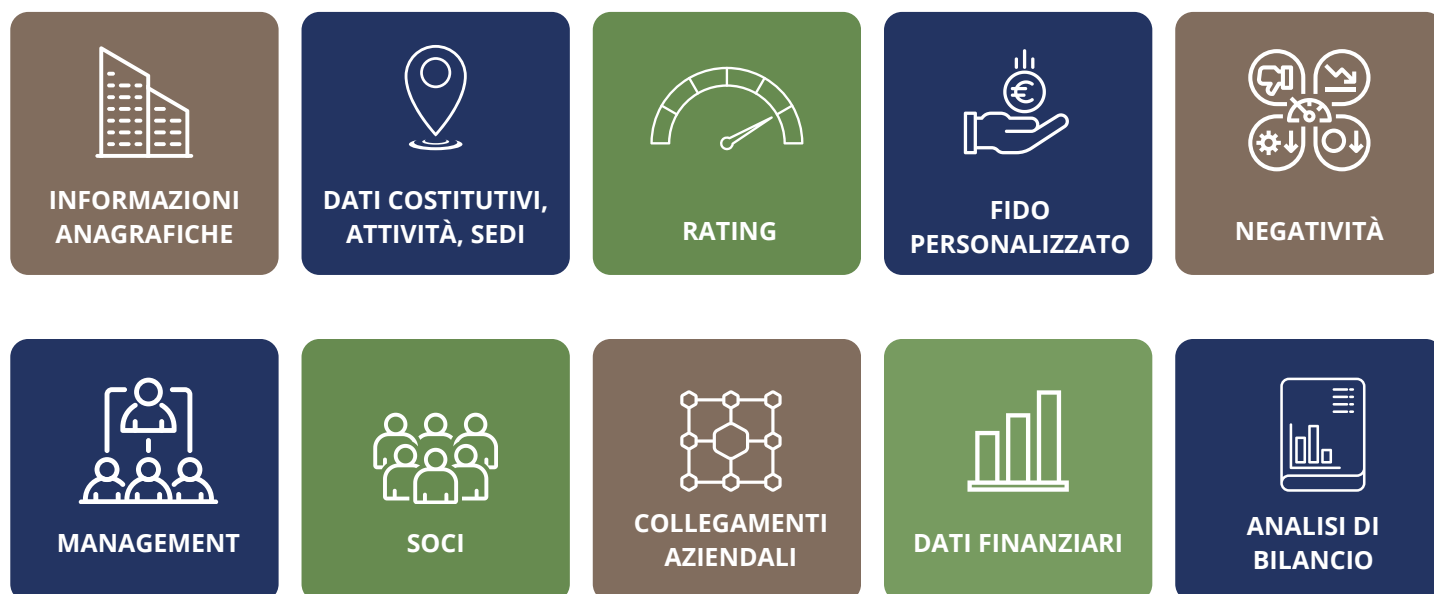 INFORMAZIONI
ANAGRAFICHE
DATI COSTITUTIVI,
ATTIVITÀ, SEDI
RATING
FIDO
PERSONALIZZATO
NEGATIVITÀ
MANAGEMENT
SOCI
COLLEGAMENTI
AZIENDALI
DATI FINANZIARI
ANALISI DI
BILANCIO